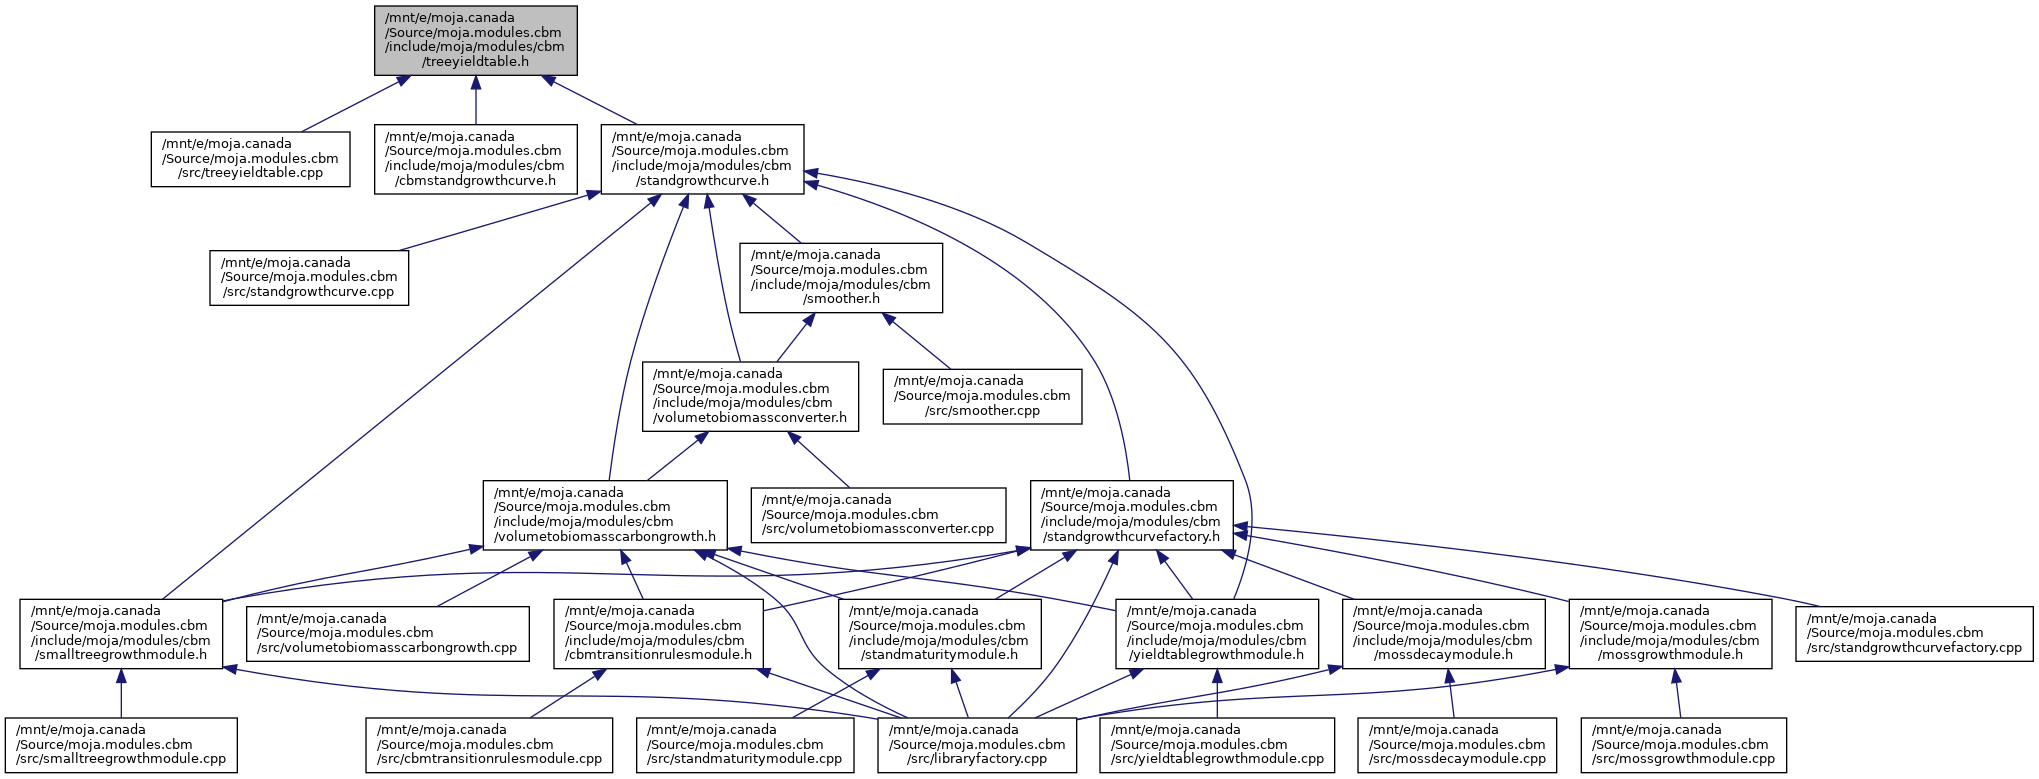 /mnt/e/moja.canada
/Source/moja.modules.cbm
/include/moja/modules/cbm
/treeyieldtable.h
/mnt/e/moja.canada
/Source/moja.modules.cbm
/src/treeyieldtable.cpp
/mnt/e/moja.canada
/Source/moja.modules.cbm
/include/moja/modules/cbm
/cbmstandgrowthcurve.h
/mnt/e/moja.canada
/Source/moja.modules.cbm
/include/moja/modules/cbm
/standgrowthcurve.h
/mnt/e/moja.canada
/Source/moja.modules.cbm
/src/standgrowthcurve.cpp
/mnt/e/moja.canada
/Source/moja.modules.cbm
/include/moja/modules/cbm
/smoother.h
/mnt/e/moja.canada
/Source/moja.modules.cbm
/include/moja/modules/cbm
/volumetobiomassconverter.h
/mnt/e/moja.canada
/Source/moja.modules.cbm
/src/smoother.cpp
/mnt/e/moja.canada
/Source/moja.modules.cbm
/include/moja/modules/cbm
/volumetobiomasscarbongrowth.h
/mnt/e/moja.canada
/Source/moja.modules.cbm
/src/volumetobiomassconverter.cpp
/mnt/e/moja.canada
/Source/moja.modules.cbm
/include/moja/modules/cbm
/standgrowthcurvefactory.h
/mnt/e/moja.canada
/Source/moja.modules.cbm
/include/moja/modules/cbm
/smalltreegrowthmodule.h
/mnt/e/moja.canada
/Source/moja.modules.cbm
/src/volumetobiomasscarbongrowth.cpp
/mnt/e/moja.canada
/Source/moja.modules.cbm
/include/moja/modules/cbm
/cbmtransitionrulesmodule.h
/mnt/e/moja.canada
/Source/moja.modules.cbm
/include/moja/modules/cbm
/standmaturitymodule.h
/mnt/e/moja.canada
/Source/moja.modules.cbm
/include/moja/modules/cbm
/yieldtablegrowthmodule.h
/mnt/e/moja.canada
/Source/moja.modules.cbm
/include/moja/modules/cbm
/mossdecaymodule.h
/mnt/e/moja.canada
/Source/moja.modules.cbm
/include/moja/modules/cbm
/mossgrowthmodule.h
/mnt/e/moja.canada
/Source/moja.modules.cbm
/src/standgrowthcurvefactory.cpp
/mnt/e/moja.canada
/Source/moja.modules.cbm
/src/smalltreegrowthmodule.cpp
/mnt/e/moja.canada
/Source/moja.modules.cbm
/src/cbmtransitionrulesmodule.cpp
/mnt/e/moja.canada
/Source/moja.modules.cbm
/src/standmaturitymodule.cpp
/mnt/e/moja.canada
/Source/moja.modules.cbm
/src/libraryfactory.cpp
/mnt/e/moja.canada
/Source/moja.modules.cbm
/src/yieldtablegrowthmodule.cpp
/mnt/e/moja.canada
/Source/moja.modules.cbm
/src/mossdecaymodule.cpp
/mnt/e/moja.canada
/Source/moja.modules.cbm
/src/mossgrowthmodule.cpp